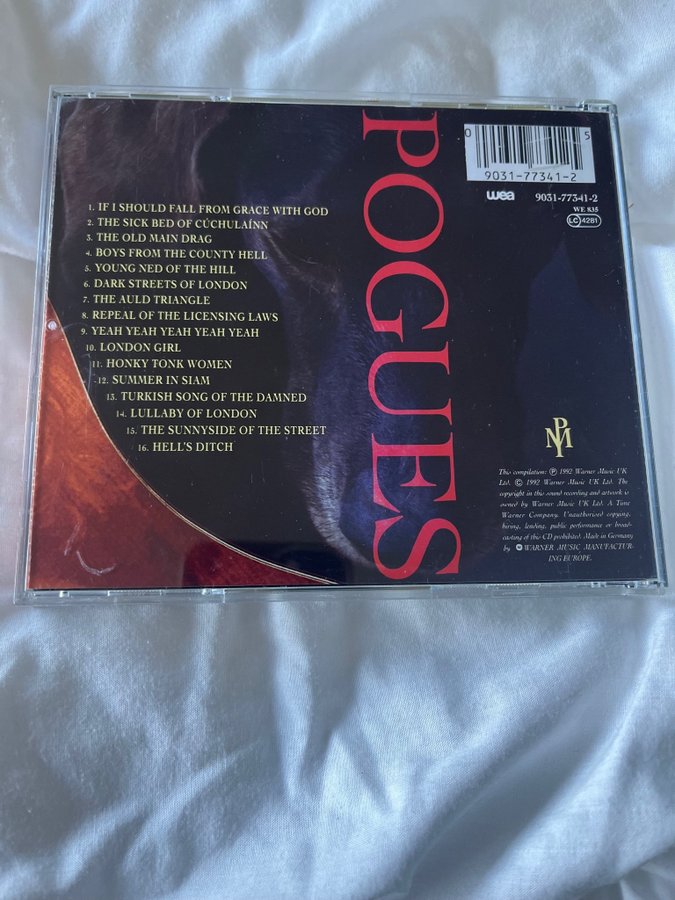 POGUES
1. IF I SHOULD FALL FROM GRACE WITH GOD
2. THE SICK BED OF CÚCHULAÍNN
3. THE OLD MAIN DRAG
4. BOYS FROM THE COUNTY HELL
5. YOUNG NED OF THE HILL
6. DARK STREETS OF LONDON
7. THE AULD TRIANGLE
8. REPEAL OF THE LICENSING LAWS
9. YEAH YEAH YEAH YEAH YEAH
10. LONDON GIRL
11. HONKY TONK WOMEN
12. SUMMER IN SIAM
13. TURKISH SONG OF THE DAMNED
14. LULLABY OF LONDON
15. THE SUNNYSIDE OF THE STREET
16. HELL'S DITCH
0 5
9031-77341-2
wea 9031-77341-2
WE 835
LC 4281
PM
This compilation: ℗ 1992 Warner Music UK
Ltd. © 1992 Warner Music UK Ltd. The
copyright in this sound recording and artwork is
owned by Warner Music UK Ltd. A Time
Warner Company. Unauthorised copying,
hiring, lending, public performance or broad-
casting of this CD prohibited. Made in Germany
by WARNER MUSIC MANUFACTUR-
ING EUROPE.